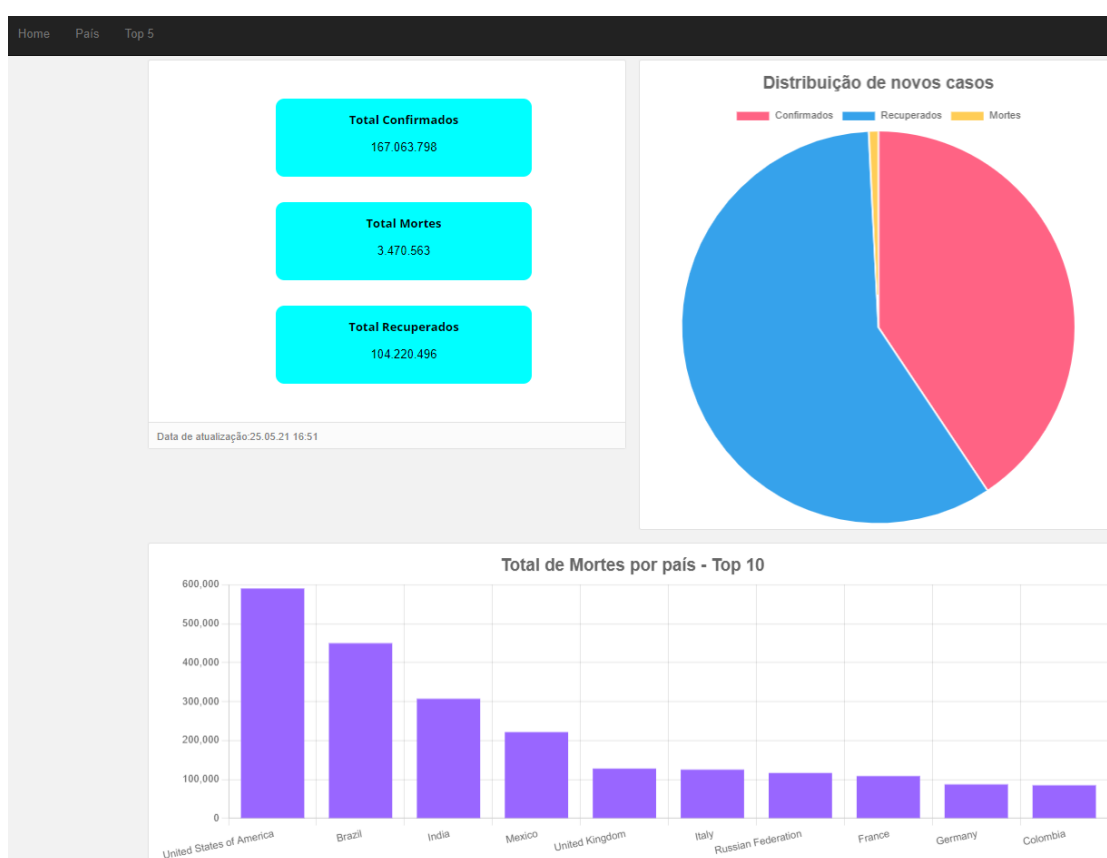 Home País Top 5
Total Confirmados
167.063.798
Total Mortes
3.470.563
Total Recuperados
104.220.496
Data de atualização:25.05.21 16:51
Distribuição de novos casos
Confirmados Recuperados Mortes
Total de Mortes por país - Top 10
600,000
500,000
400,000
300,000
200,000
100,000
0
United States of America Brazil India Mexico United Kingdom Italy Russian Federation France Germany Colombia